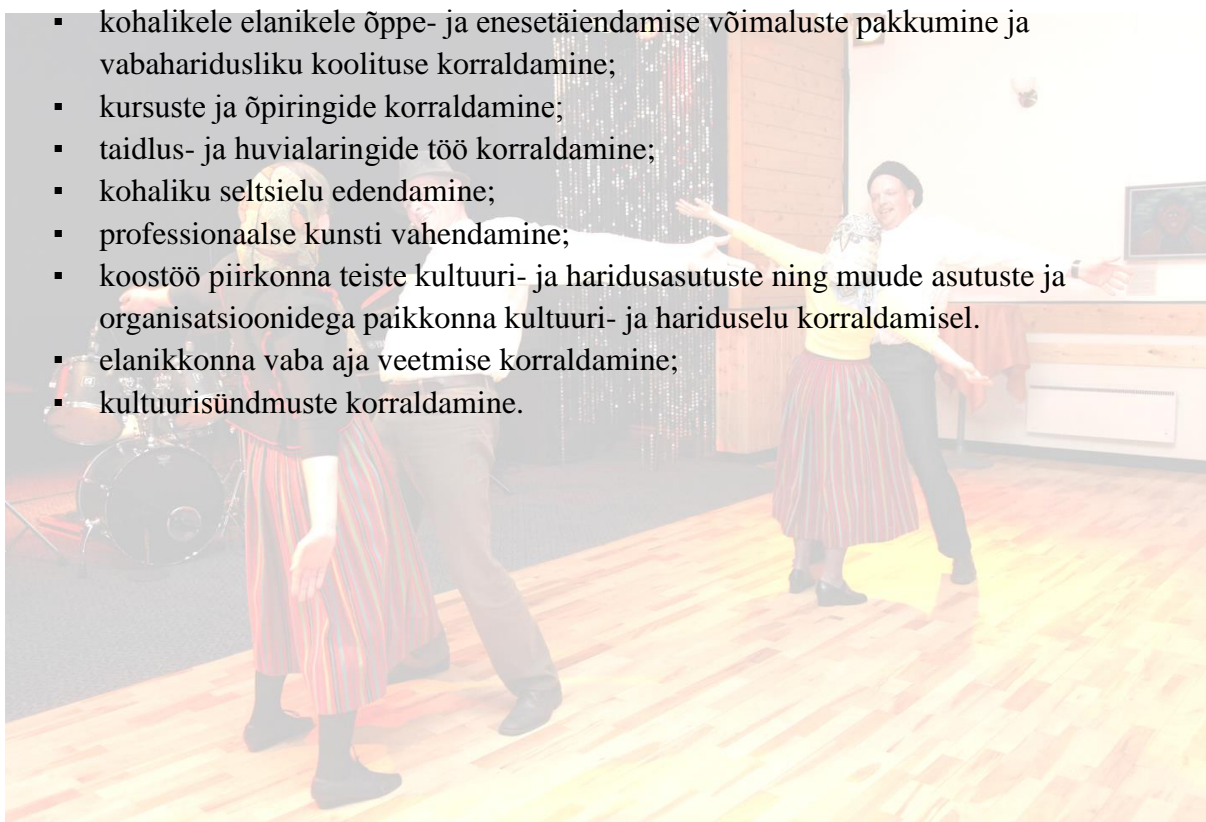 ▪ kohalikele elanikele õppe- ja enesetäiendamise võimaluste pakkumine ja
vabaharidusliku koolituse korraldamine;
▪ kursuste ja õpiringide korraldamine;
▪ taidlus- ja huvialaringide töö korraldamine;
▪ kohaliku seltsielu edendamine;
▪ professionaalse kunsti vahendamine;
▪ koostöö piirkonna teiste kultuuri- ja haridusasutuste ning muude asutuste ja
organisatsioonidega paikkonna kultuuri- ja hariduselu korraldamisel.
▪ elanikkonna vaba aja veetmise korraldamine;
▪ kultuurisündmuste korraldamine.